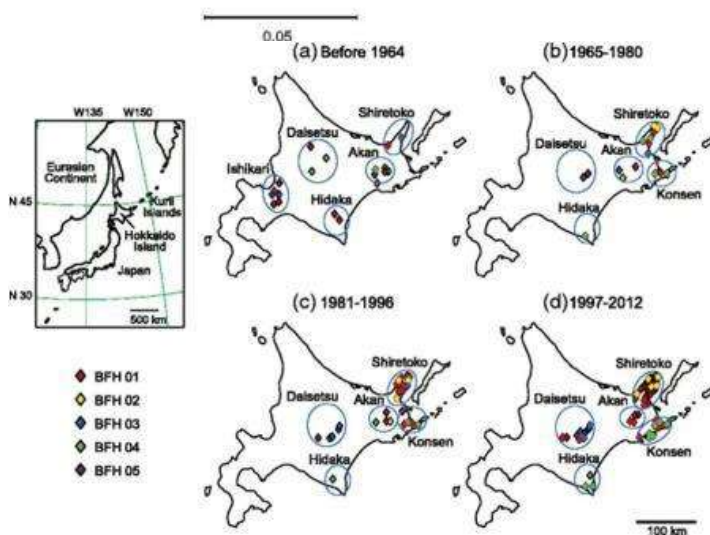 0.05
(a) Before 1964
Shiretoko
Daisetsu
Akan
Ishikari
Hidaka
(b) 1965-1980
Shiretoko
Daisetsu
Akan
Konsen
Hidaka
W135 W150
Eurasian
Continent
Kuril
Islands
N 45
Hokkaido
Island
Japan
N 30
500 km
(c) 1981-1996
Shiretoko
Daisetsu
Akan
Konsen
Hidaka
(d) 1997-2012
Shiretoko
Daisetsu
Akan
Konsen
Hidaka
BFH 01
BFH 02
BFH 03
BFH 04
BFH 05
100 km